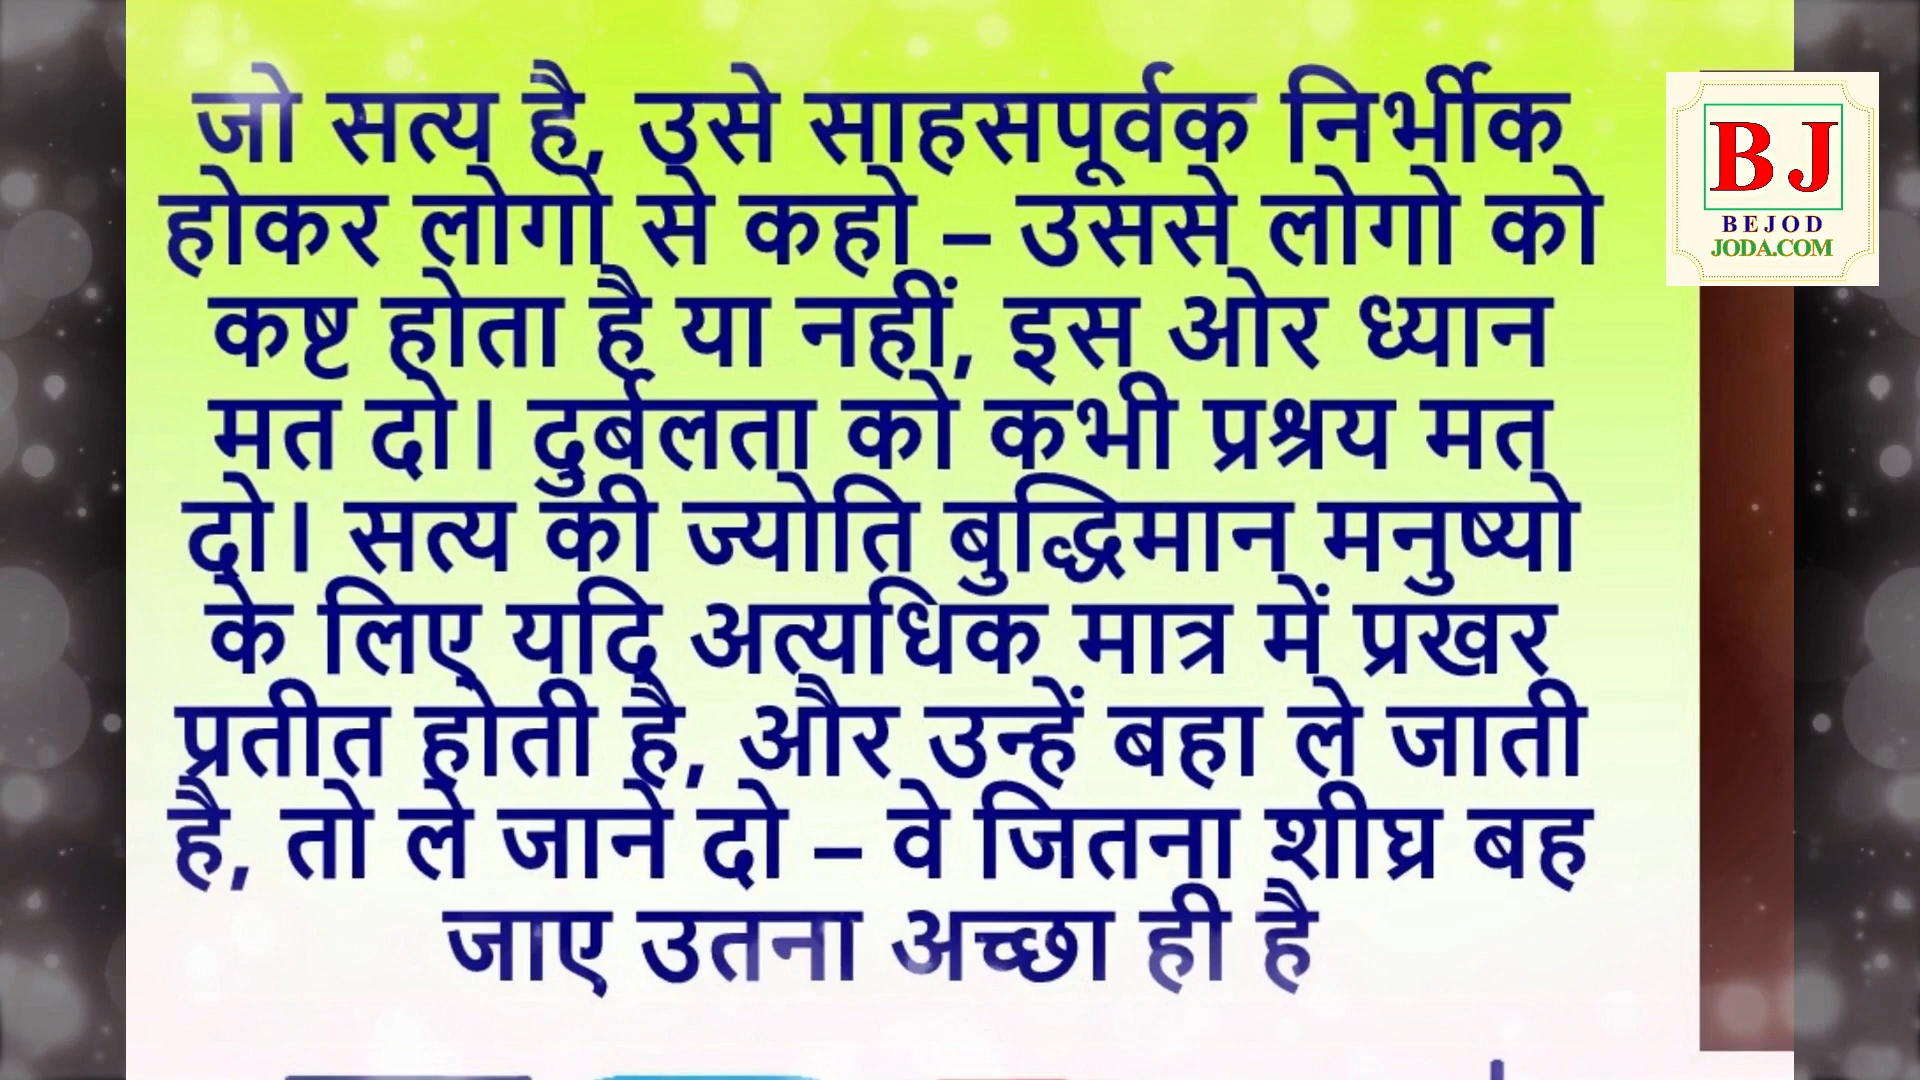 जो सत्य है, उसे साहसपूर्वक निर्भीक
होकर लोगो से कहो – उससे लोगो को
कष्ट होता है या नहीं, इस ओर ध्यान
मत दो। दुर्बलता को कभी प्रश्रय मत
दो। सत्य की ज्योति बुद्धिमान मनुष्यो
के लिए यदि अत्यधिक मात्र में प्रखर
प्रतीत होती है, और उन्हें बहा ले जाती
है, तो ले जाने दो – वे जितना शीघ्र बह
जाए उतना अच्छा ही है
BJ
BEJOD
JODA.COM